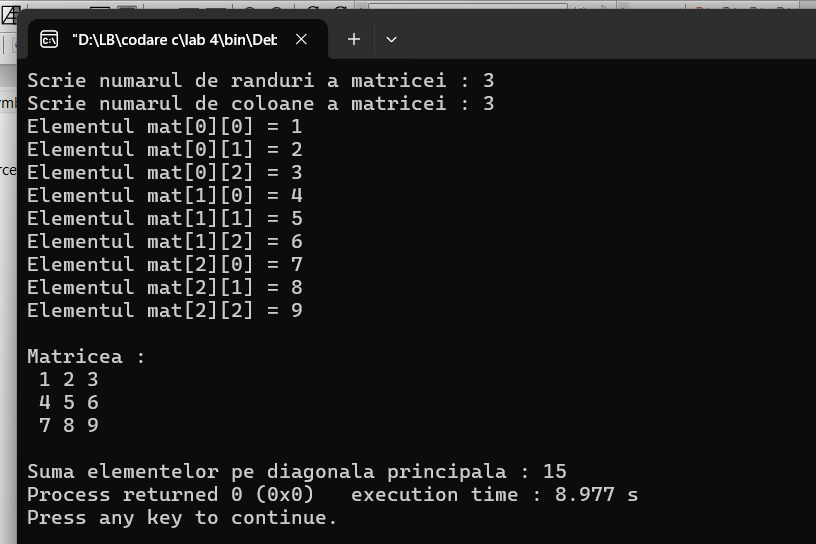 "D:\LB\codare c\lab 4\bin\Deb
Scrie numarul de randuri a matricei : 3
Scrie numarul de coloane a matricei : 3
Elementul mat[0][0] = 1
Elementul mat[0][1] = 2
Elementul mat[0][2] = 3
Elementul mat[1][0] = 4
Elementul mat[1][1] = 5
Elementul mat[1][2] = 6
Elementul mat[2][0] = 7
Elementul mat[2][1] = 8
Elementul mat[2][2] = 9
Matricea :
1 2 3
4 5 6
7 8 9
Suma elementelor pe diagonala principala : 15
Process returned 0 (0x0)   execution time : 8.977 s
Press any key to continue.